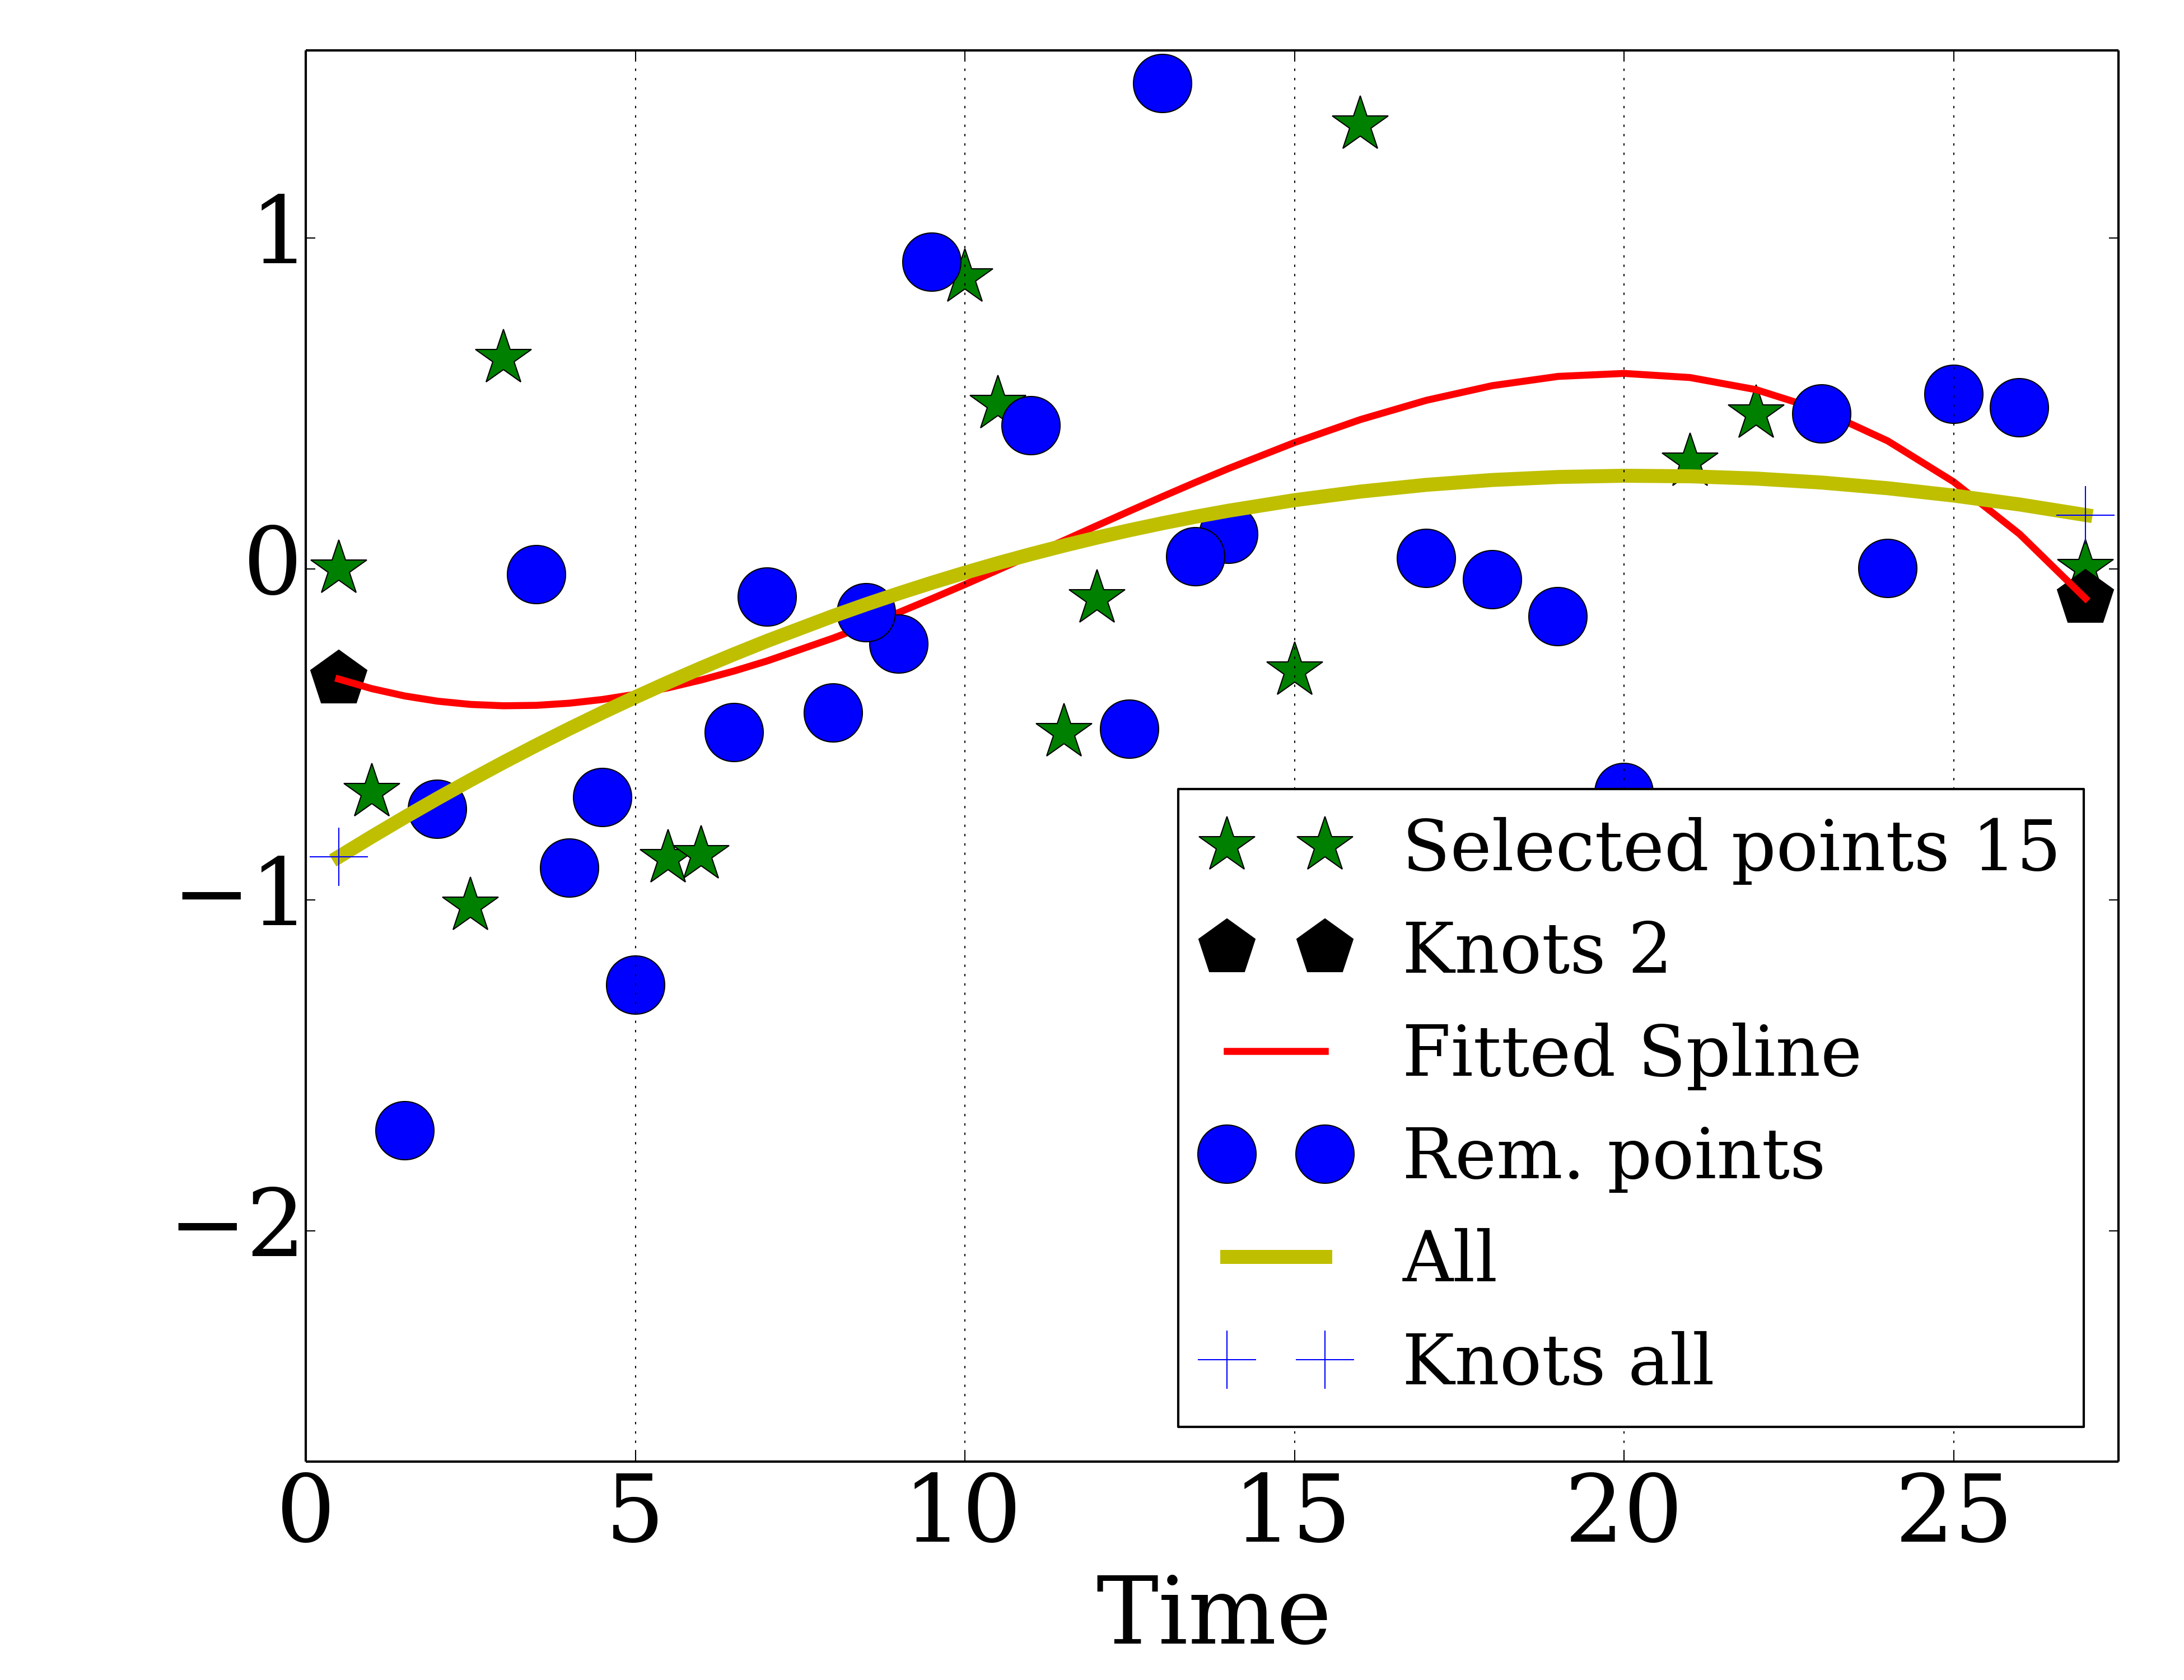 1
0
−1
−2
Selected points 15
Knots 2
Fitted Spline
Rem. points
All
Knots all
0 5 10 15 20 25
Time